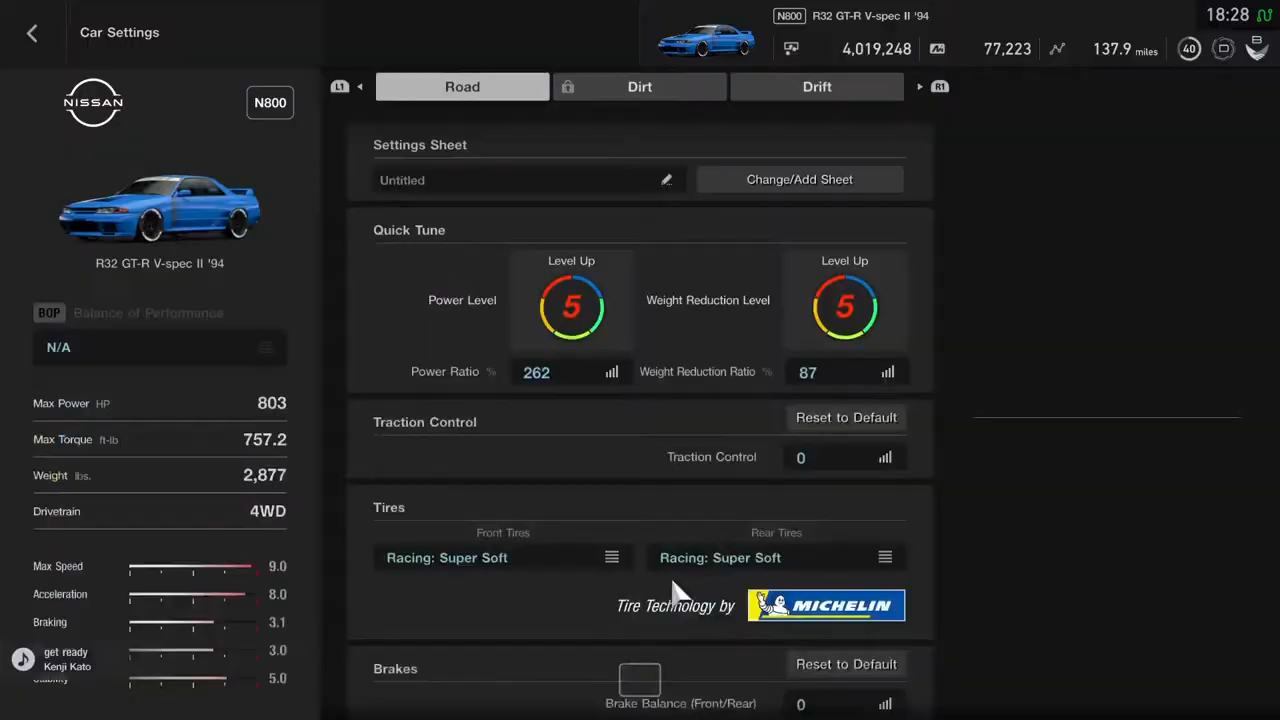 Car Settings
N800 R32 GT-R V-spec II '94
4,019,248 77,223 137.9 miles 40
18:28
NISSAN
N800
R32 GT-R V-spec II '94
BOP Balance of Performance
N/A
Max Power HP 803
Max Torque ft-lb 757.2
Weight lbs. 2,877
Drivetrain 4WD
Max Speed 9.0
Acceleration 8.0
Braking 3.1
3.0
Stability 5.0
get ready
Kenji Kato
L1 Road Dirt Drift R1
Settings Sheet
Untitled Change/Add Sheet
Quick Tune
Level Up Level Up
Power Level 5 Weight Reduction Level 5
Power Ratio % 262 Weight Reduction Ratio % 87
Traction Control Reset to Default
Traction Control 0
Tires
Front Tires Rear Tires
Racing: Super Soft Racing: Super Soft
Tire Technology by MICHELIN
Brakes Reset to Default
Brake Balance (Front/Rear) 0